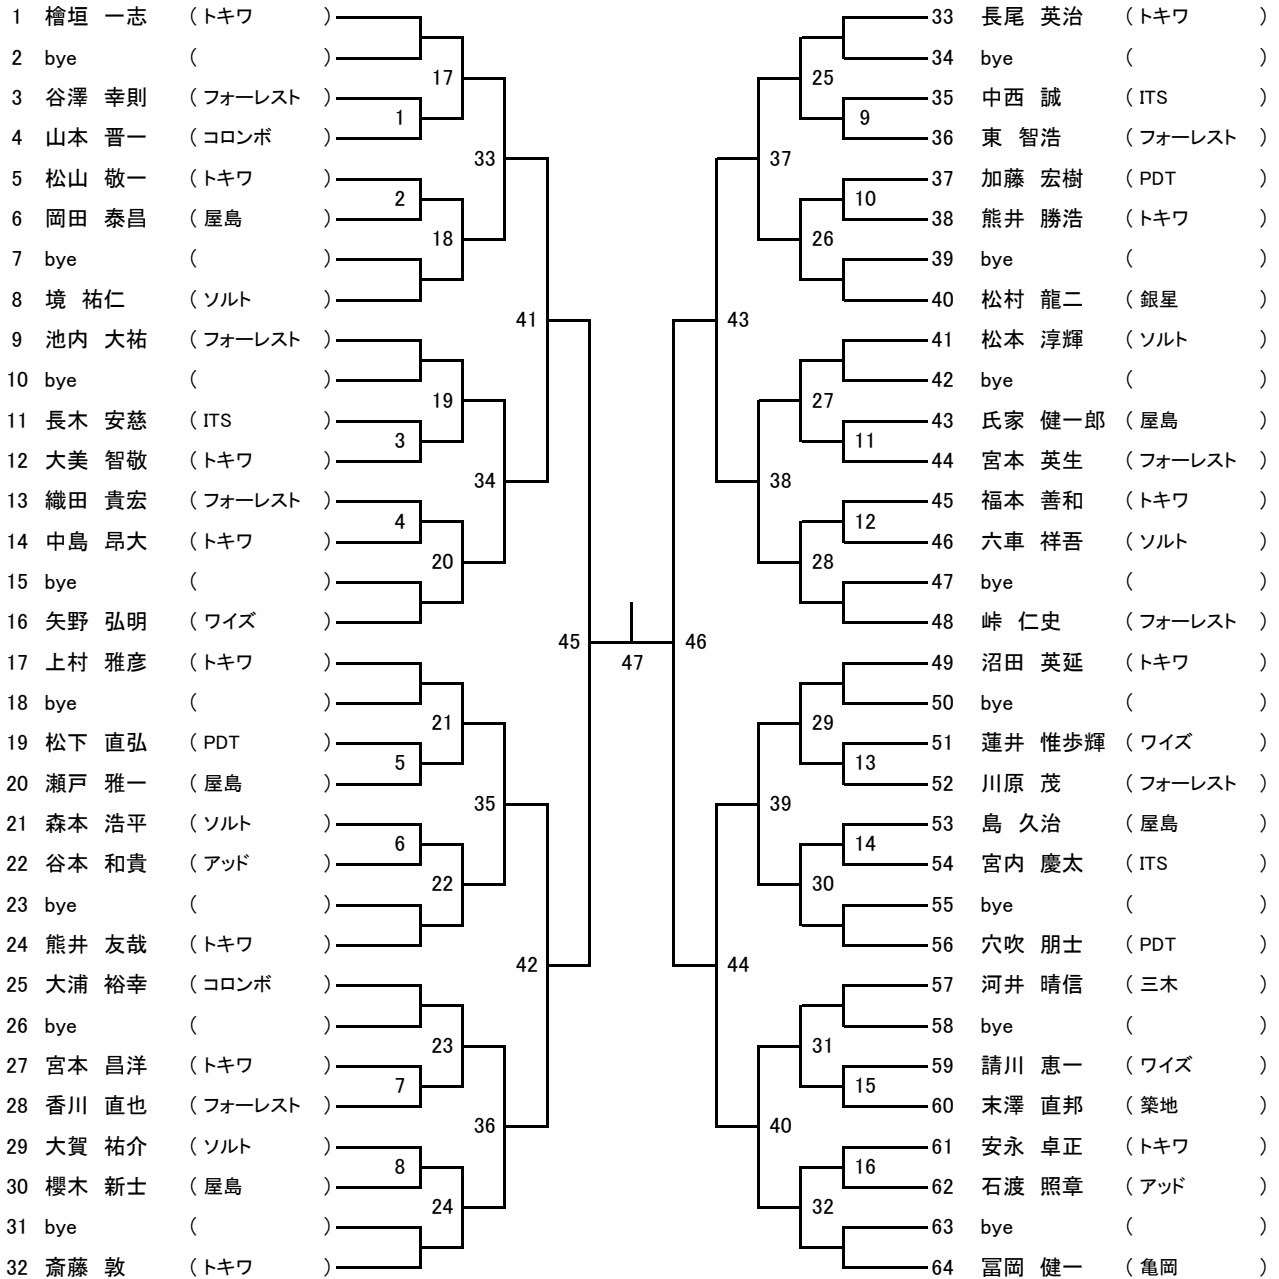 1 檜垣 一志 （トキワ ）
2 bye （ ）
3 谷澤 幸則 （フォーレスト ）
4 山本 晋一 （コロンボ ）
5 松山 敬一 （トキワ ）
6 岡田 泰昌 （屋島 ）
7 bye （ ）
8 境 祐仁 （ソルト ）
9 池内 大祐 （フォーレスト ）
10 bye （ ）
11 長木 安慈 （ITS ）
12 大美 智敬 （トキワ ）
13 織田 貴宏 （フォーレスト ）
14 中島 昂大 （トキワ ）
15 bye （ ）
16 矢野 弘明 （ワイズ ）
17 上村 雅彦 （トキワ ）
18 bye （ ）
19 松下 直弘 （PDT ）
20 瀬戸 雅一 （屋島 ）
21 森本 浩平 （ソルト ）
22 谷本 和貴 （アッド ）
23 bye （ ）
24 熊井 友哉 （トキワ ）
25 大浦 裕幸 （コロンボ ）
26 bye （ ）
27 宮本 昌洋 （トキワ ）
28 香川 直也 （フォーレスト ）
29 大賀 祐介 （ソルト ）
30 櫻木 新士 （屋島 ）
31 bye （ ）
32 斎藤 敦 （トキワ ）
1
2
3
4
5
6
7
8
17
18
19
20
21
22
23
24
33
34
35
36
41
42
45
47
46
43
44
37
38
39
40
25
26
27
28
29
30
31
32
9
10
11
12
13
14
15
16
33 長尾 英治 （トキワ ）
34 bye （ ）
35 中西 誠 （ITS ）
36 東 智浩 （フォーレスト ）
37 加藤 宏樹 （PDT ）
38 熊井 勝浩 （トキワ ）
39 bye （ ）
40 松村 龍二 （銀星 ）
41 松本 淳輝 （ソルト ）
42 bye （ ）
43 氏家 健一郎 （屋島 ）
44 宮本 英生 （フォーレスト ）
45 福本 善和 （トキワ ）
46 六車 祥吾 （ソルト ）
47 bye （ ）
48 峠 仁史 （フォーレスト ）
49 沼田 英延 （トキワ ）
50 bye （ ）
51 蓮井 惟歩輝 （ワイズ ）
52 川原 茂 （フォーレスト ）
53 島 久治 （屋島 ）
54 宮内 慶太 （ITS ）
55 bye （ ）
56 穴吹 朋士 （PDT ）
57 河井 晴信 （三木 ）
58 bye （ ）
59 請川 恵一 （ワイズ ）
60 末澤 直邦 （築地 ）
61 安永 卓正 （トキワ ）
62 石渡 照章 （アッド ）
63 bye （ ）
64 冨岡 健一 （亀岡 ）